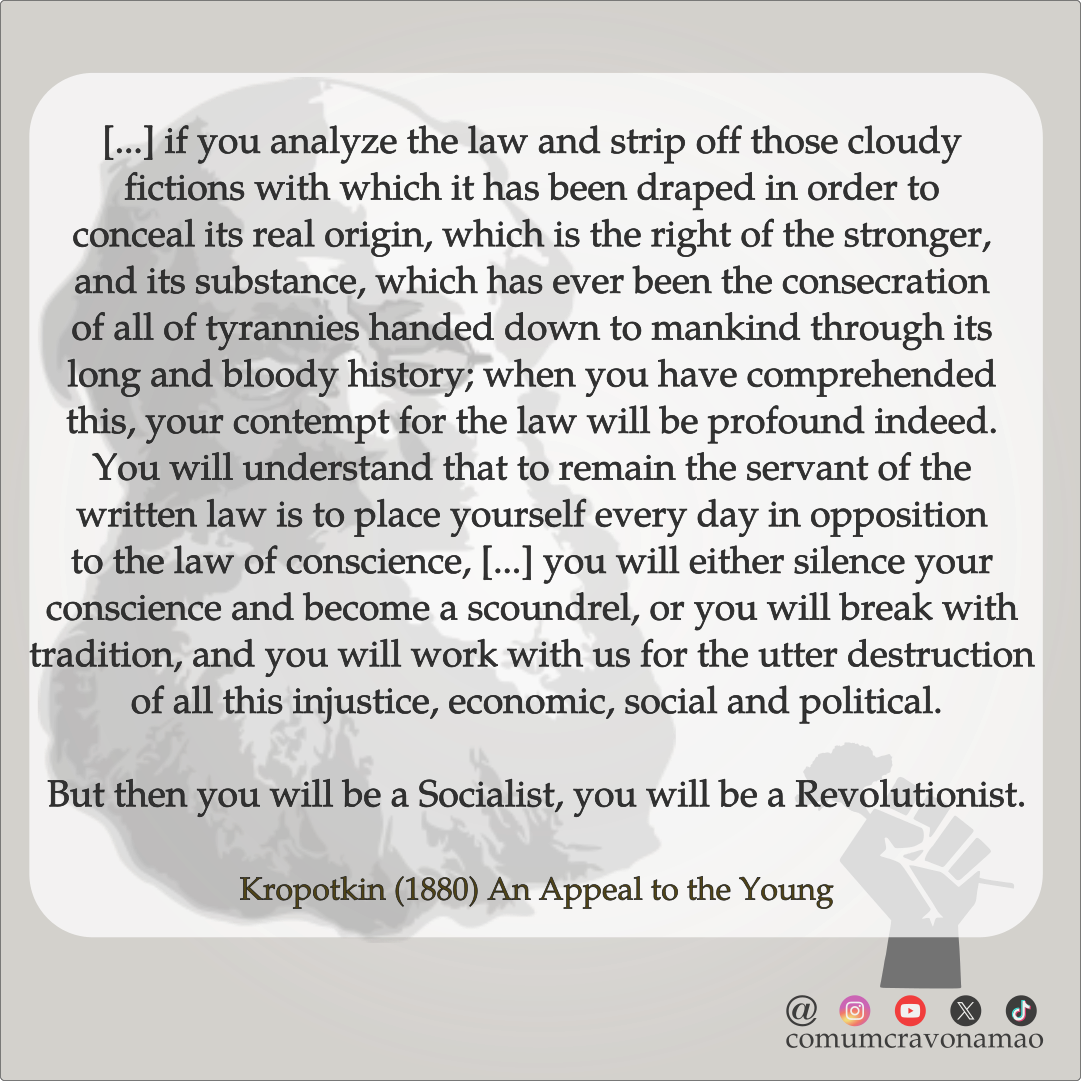 [...] if you analyze the law and strip off those cloudy
fictions with which it has been draped in order to
conceal its real origin, which is the right of the stronger,
and its substance, which has ever been the consecration
of all of tyrannies handed down to mankind through its
long and bloody history; when you have comprehended
this, your contempt for the law will be profound indeed.
You will understand that to remain the servant of the
written law is to place yourself every day in opposition
to the law of conscience, [...] you will either silence your
conscience and become a scoundrel, or you will break with
tradition, and you will work with us for the utter destruction
of all this injustice, economic, social and political.
But then you will be a Socialist, you will be a Revolutionist.
Kropotkin (1880) An Appeal to the Young
@
comumcravonamao